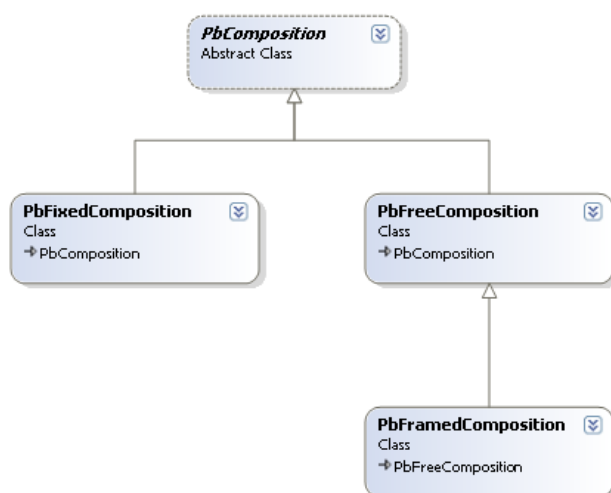 PbComposition
Abstract Class
PbFixedComposition
Class
PbComposition
PbFreeComposition
Class
PbComposition
PbFramedComposition
Class
PbFreeComposition